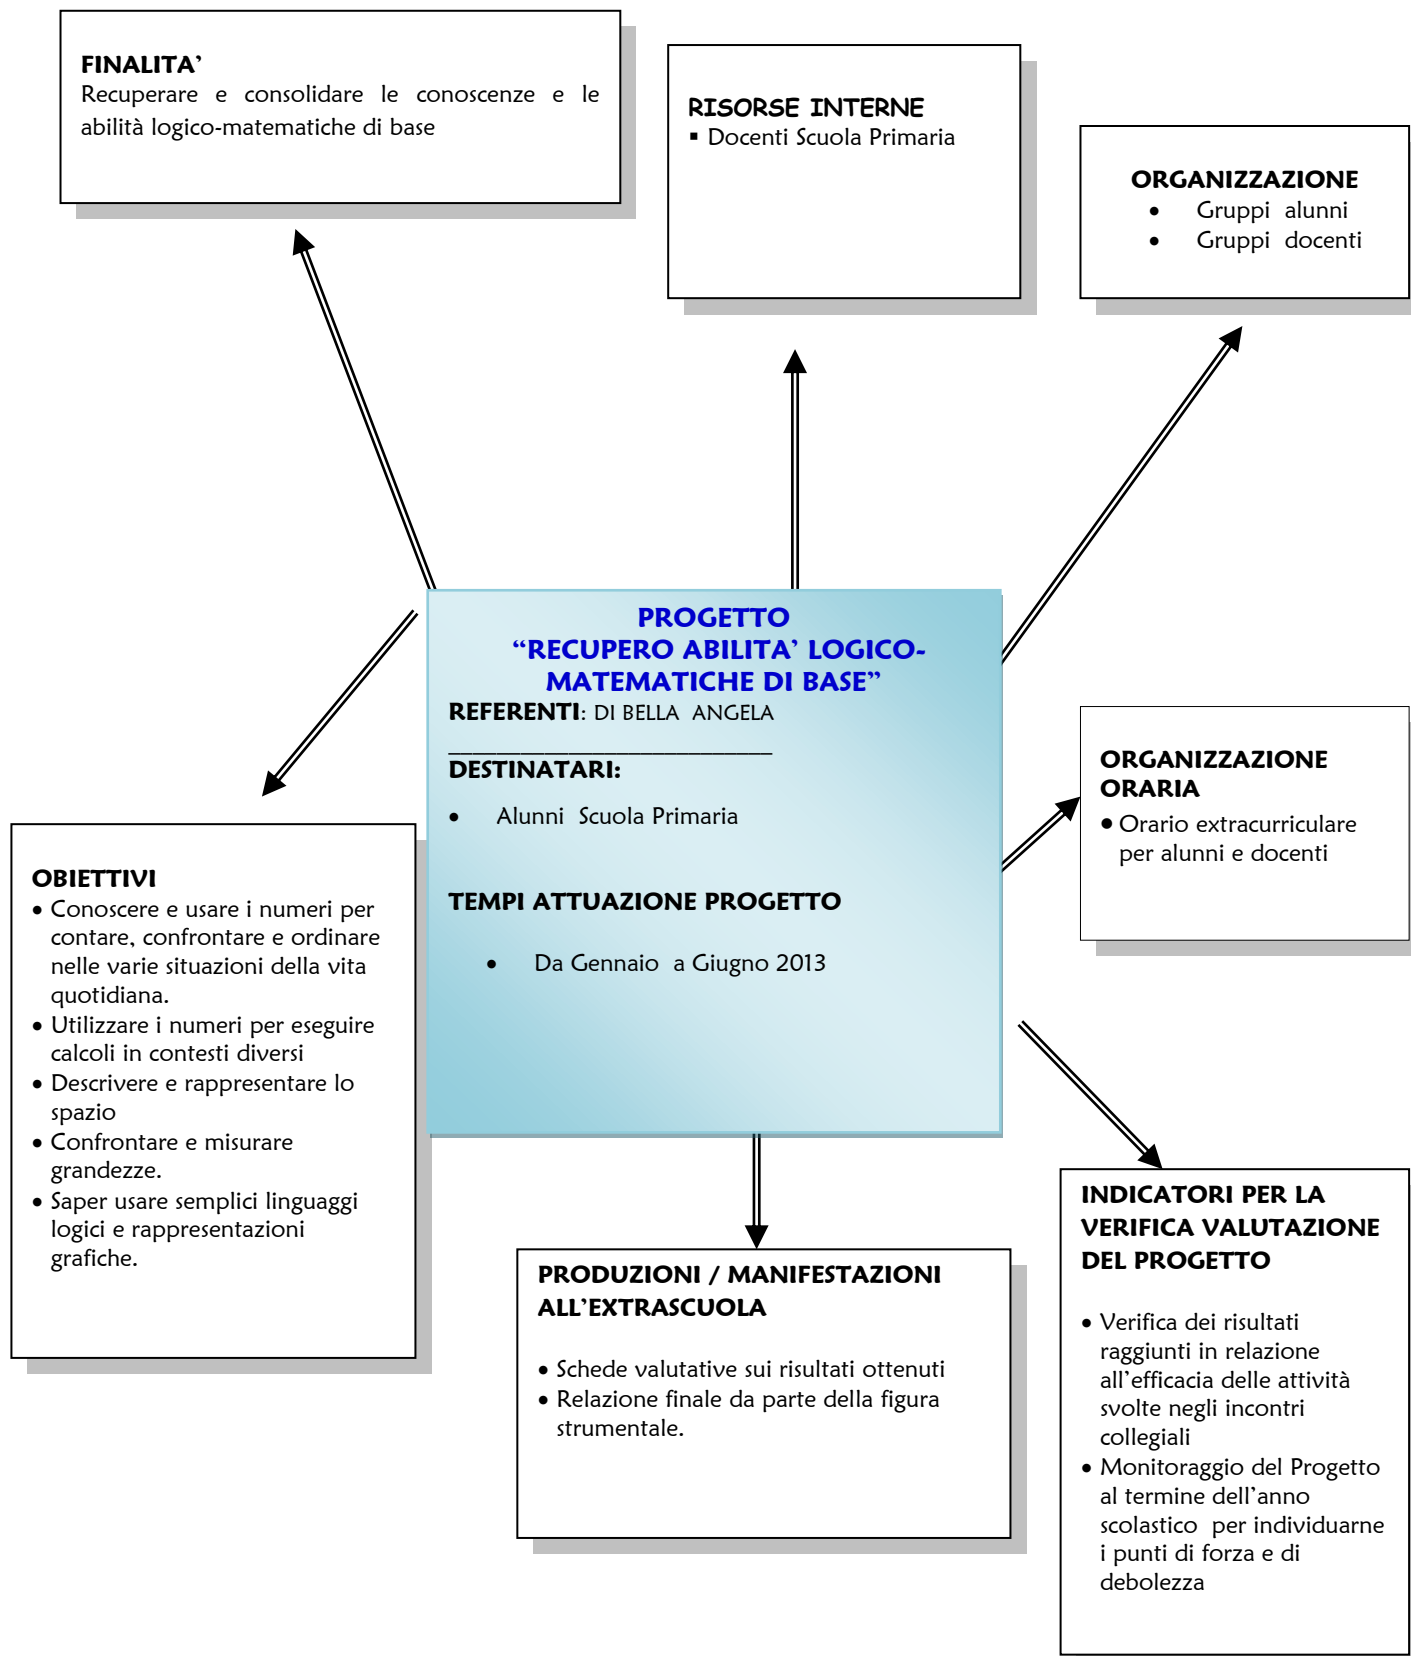 FINALITA’
Recuperare e consolidare le conoscenze e le
abilità logico-matematiche di base
RISORSE INTERNE
▪ Docenti Scuola Primaria
ORGANIZZAZIONE
• Gruppi alunni
• Gruppi docenti
PROGETTO
“RECUPERO ABILITA’ LOGICO-
MATEMATICHE DI BASE”
REFERENTI: DI BELLA ANGELA
___________________________
DESTINATARI:
• Alunni Scuola Primaria
TEMPI ATTUAZIONE PROGETTO
• Da Gennaio a Giugno 2013
ORGANIZZAZIONE
ORARIA
• Orario extracurriculare
per alunni e docenti
OBIETTIVI
• Conoscere e usare i numeri per
contare, confrontare e ordinare
nelle varie situazioni della vita
quotidiana.
• Utilizzare i numeri per eseguire
calcoli in contesti diversi
• Descrivere e rappresentare lo
spazio
• Confrontare e misurare
grandezze.
• Saper usare semplici linguaggi
logici e rappresentazioni
grafiche.
PRODUZIONI / MANIFESTAZIONI
ALL’EXTRASCUOLA
• Schede valutative sui risultati ottenuti
• Relazione finale da parte della figura
strumentale.
INDICATORI PER LA
VERIFICA VALUTAZIONE
DEL PROGETTO
• Verifica dei risultati
raggiunti in relazione
all’efficacia delle attività
svolte negli incontri
collegiali
• Monitoraggio del Progetto
al termine dell’anno
scolastico per individuarne
i punti di forza e di
debolezza